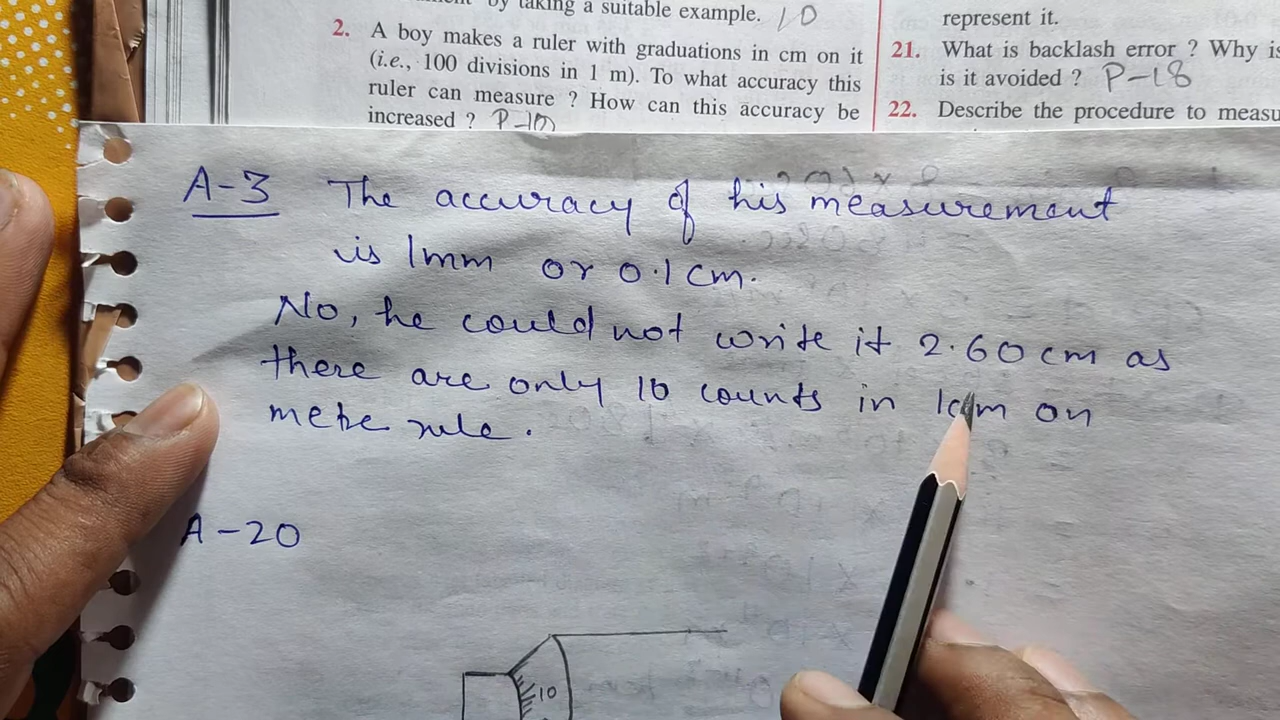 by taking a suitable example. 10
2. A boy makes a ruler with graduations in cm on it
(i.e., 100 divisions in 1 m). To what accuracy this
ruler can measure ? How can this accuracy be
increased ?
represent it.
21. What is backlash error ? Why is
is it avoided ? P-18
22. Describe the procedure to measu
A-3 The accuracy of his measurement
is 1mm or 0.1cm.
No, he could not write it 2.60cm as
there are only 10 counts in 1cm on
metre rule.
A-20
10